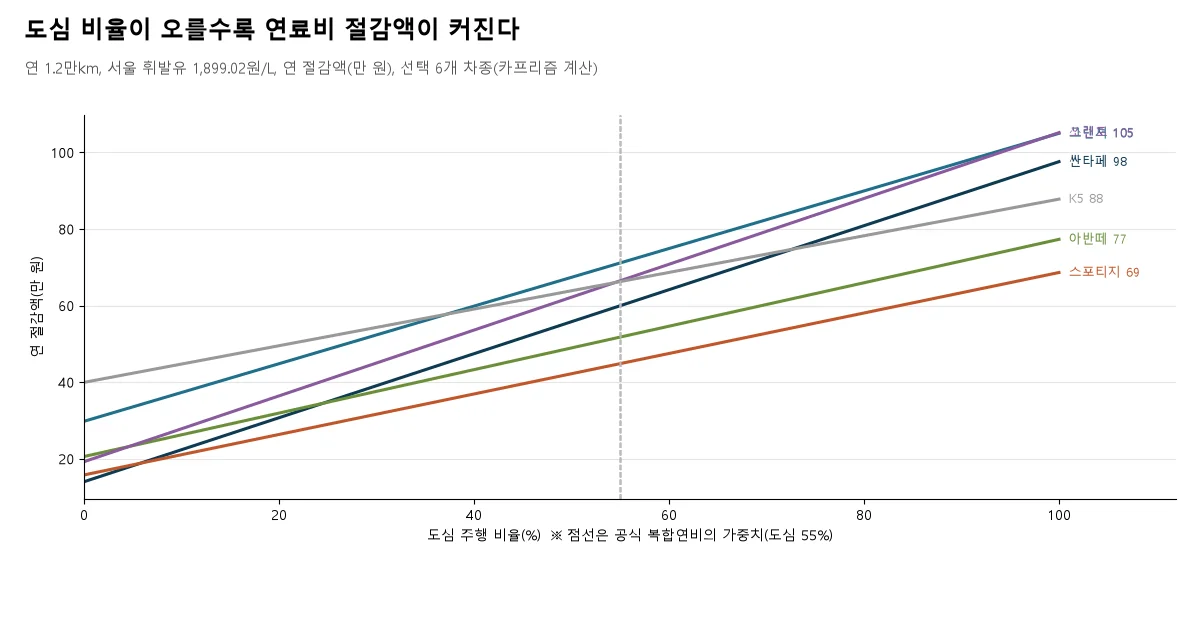 도심 비율이 오를수록 연료비 절감액이 커진다
연 1.2만km, 서울 휘발유 1,899.02원/L, 연 절감액(만 원), 선택 6개 차종(카프리즘 계산)
연 절감액(만 원)
100
80
60
40
20
105
싼타페 98
K5 88
아반떼 77
스포티지 69
0
20
40
60
80
100
도심 주행 비율(%) ※ 점선은 공식 복합연비의 가중치(도심 55%)